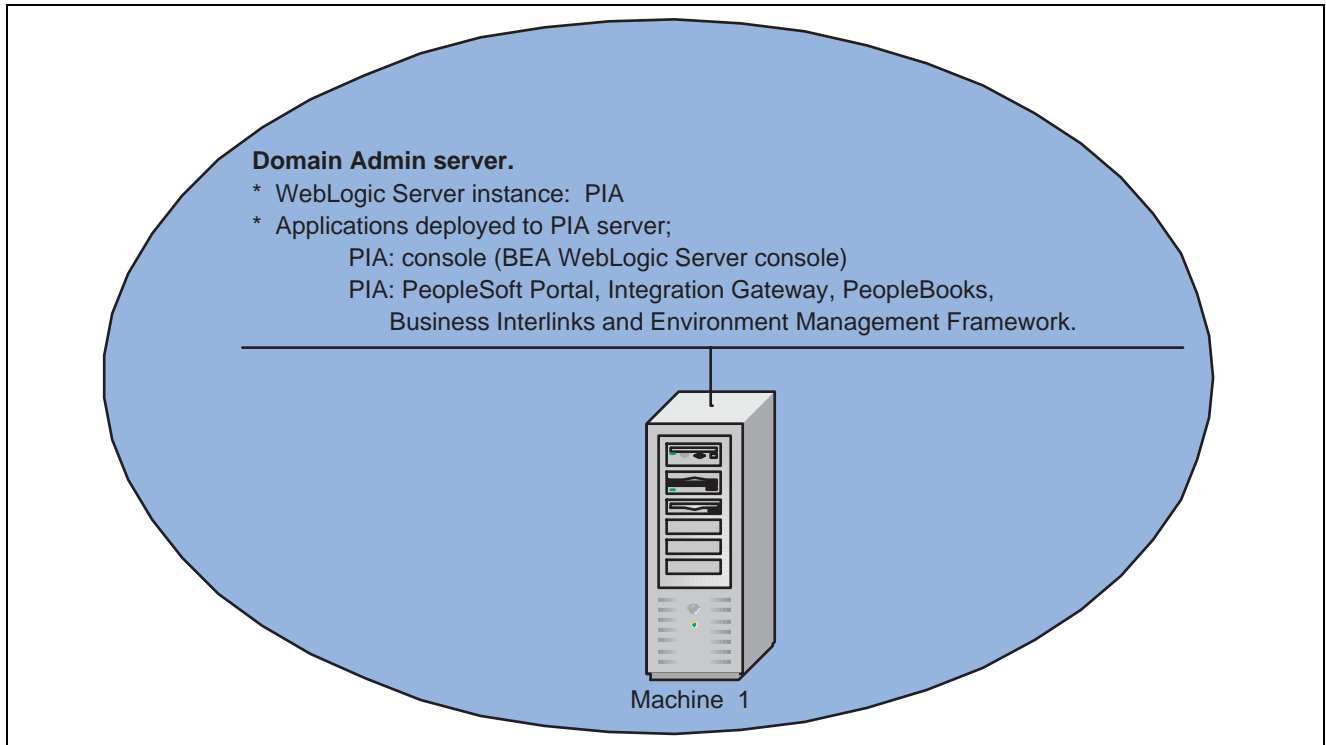 Domain Admin server.
* WebLogic Server instance: PIA
* Applications deployed to PIA server;
PIA: console (BEA WebLogic Server console)
PIA: PeopleSoft Portal, Integration Gateway, PeopleBooks,
Business Interlinks and Environment Management Framework.
Machine 1